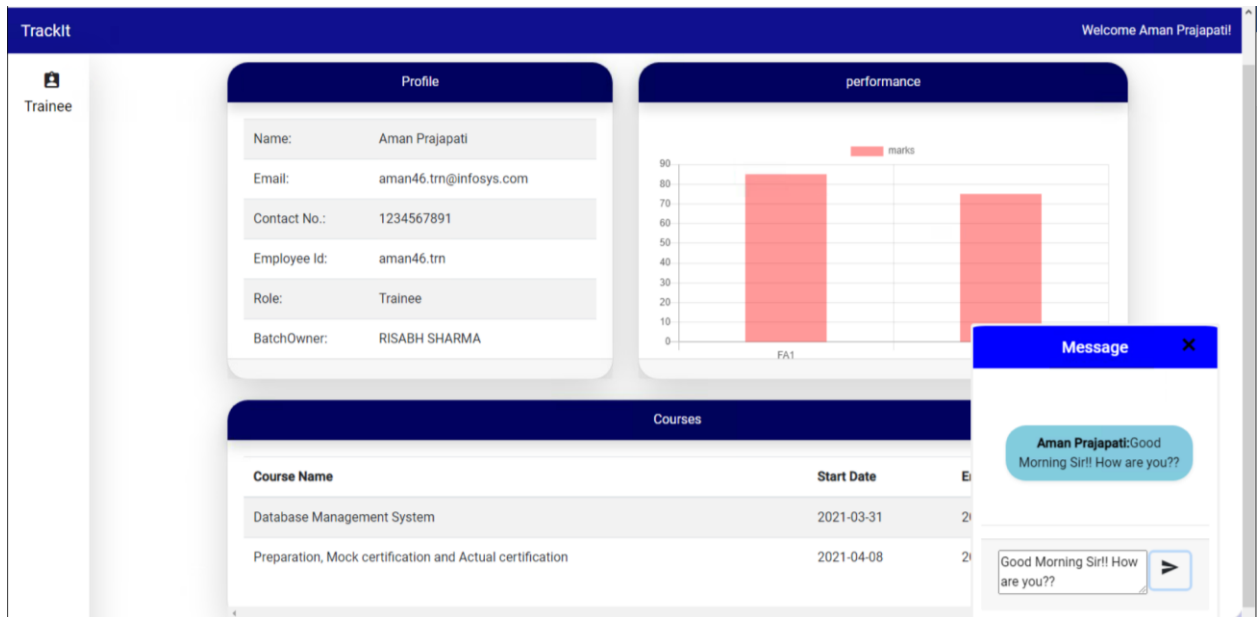 TrackIt
Welcome Aman Prajapati!
Trainee
Profile
Name: Aman Prajapati
Email: aman46.trn@infosys.com
Contact No.: 1234567891
Employee Id: aman46.trn
Role: Trainee
BatchOwner: RISABH SHARMA
performance
marks
90
80
70
60
50
40
30
20
10
0
FA1
Courses
Course Name Start Date
Database Management System 2021-03-31
Preparation, Mock certification and Actual certification 2021-04-08
Message
Aman Prajapati:Good
Morning Sir!! How are you??
Good Morning Sir!! How
are you??